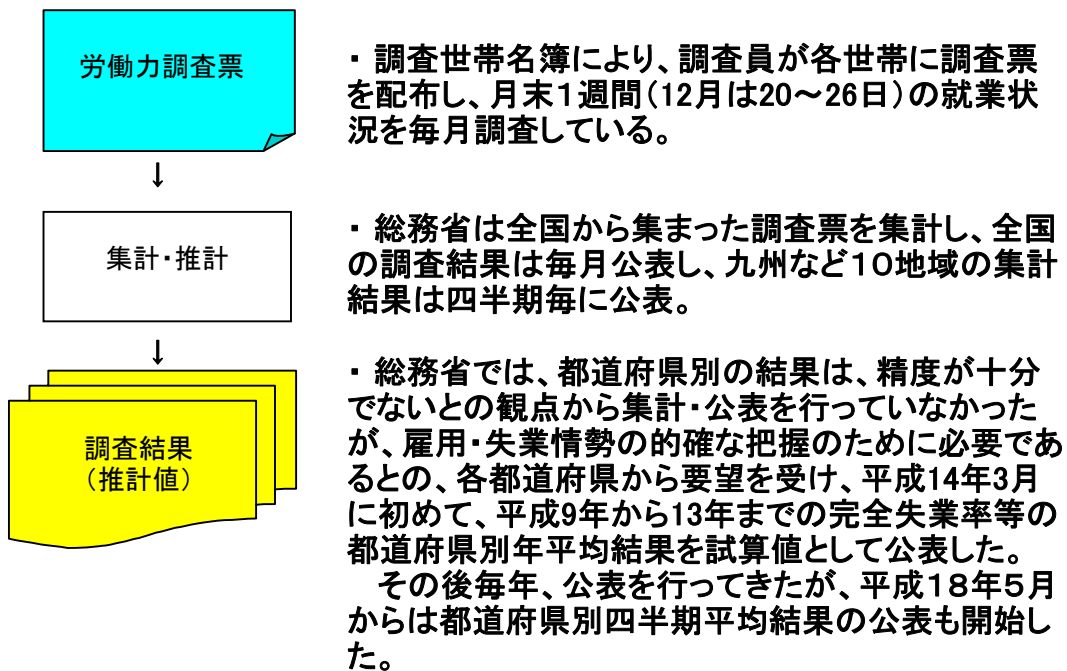 労働力調査票
・ 調査世帯名簿により、調査員が各世帯に調査票
を配布し、月末１週間(12月は20～26日)の就業状
況を毎月調査している。
↓
集計・推計
・ 総務省は全国から集まった調査票を集計し、全国
の調査結果は毎月公表し、九州など１０地域の集計
結果は四半期毎に公表。
↓
調査結果
（推計値）
・ 総務省では、都道府県別の結果は、精度が十分
でないとの観点から集計・公表を行っていなかった
が、雇用・失業情勢の的確な把握のために必要であ
るとの、各都道府県から要望を受け、平成14年3月
に初めて、平成9年から13年までの完全失業率等の
都道府県別年平均結果を試算値として公表した。
　その後毎年、公表を行ってきたが、平成１８年５月
からは都道府県別四半期平均結果の公表も開始し
た。